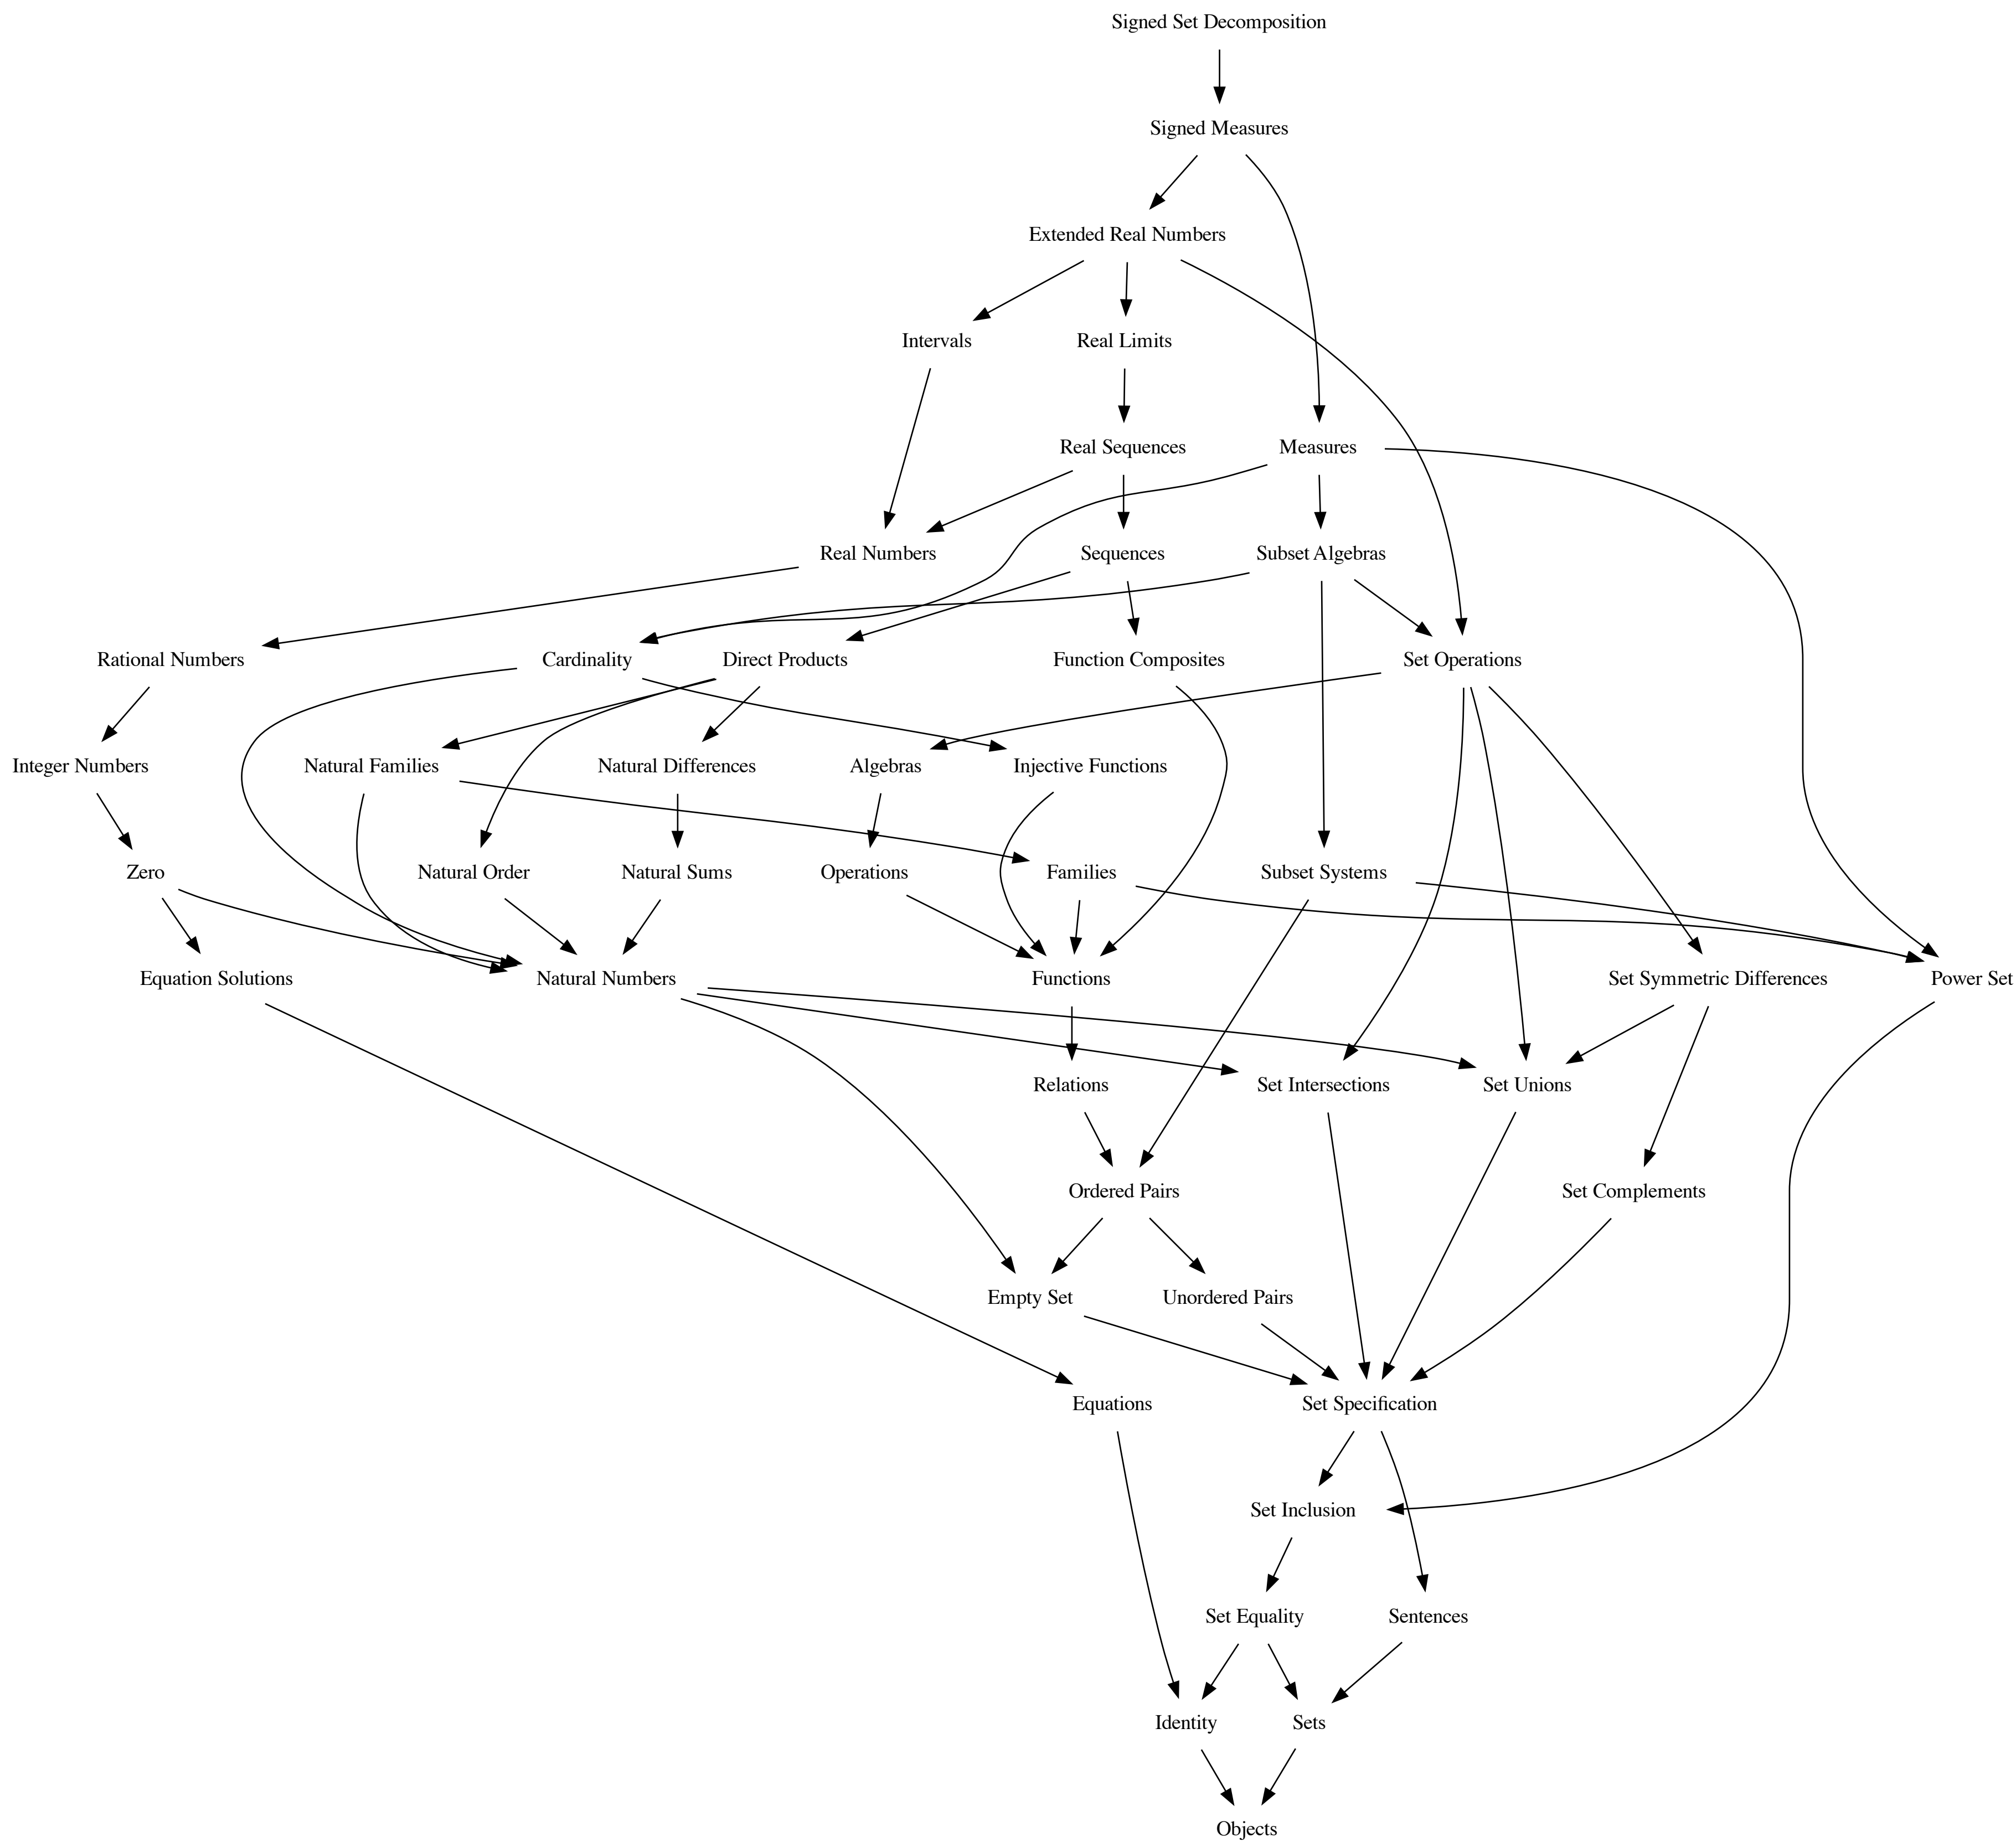 Signed Set Decomposition
Signed Measures
Extended Real Numbers
Intervals
Real Limits
Real Sequences
Measures
Real Numbers
Sequences
Subset Algebras
Rational Numbers
Cardinality
Direct Products
Function Composites
Set Operations
Integer Numbers
Natural Families
Natural Differences
Algebras
Injective Functions
Zero
Natural Order
Natural Sums
Operations
Families
Subset Systems
Equation Solutions
Natural Numbers
Functions
Set Symmetric Differences
Power Set
Relations
Set Intersections
Set Unions
Ordered Pairs
Set Complements
Empty Set
Unordered Pairs
Equations
Set Specification
Set Inclusion
Set Equality
Sentences
Identity
Sets
Objects